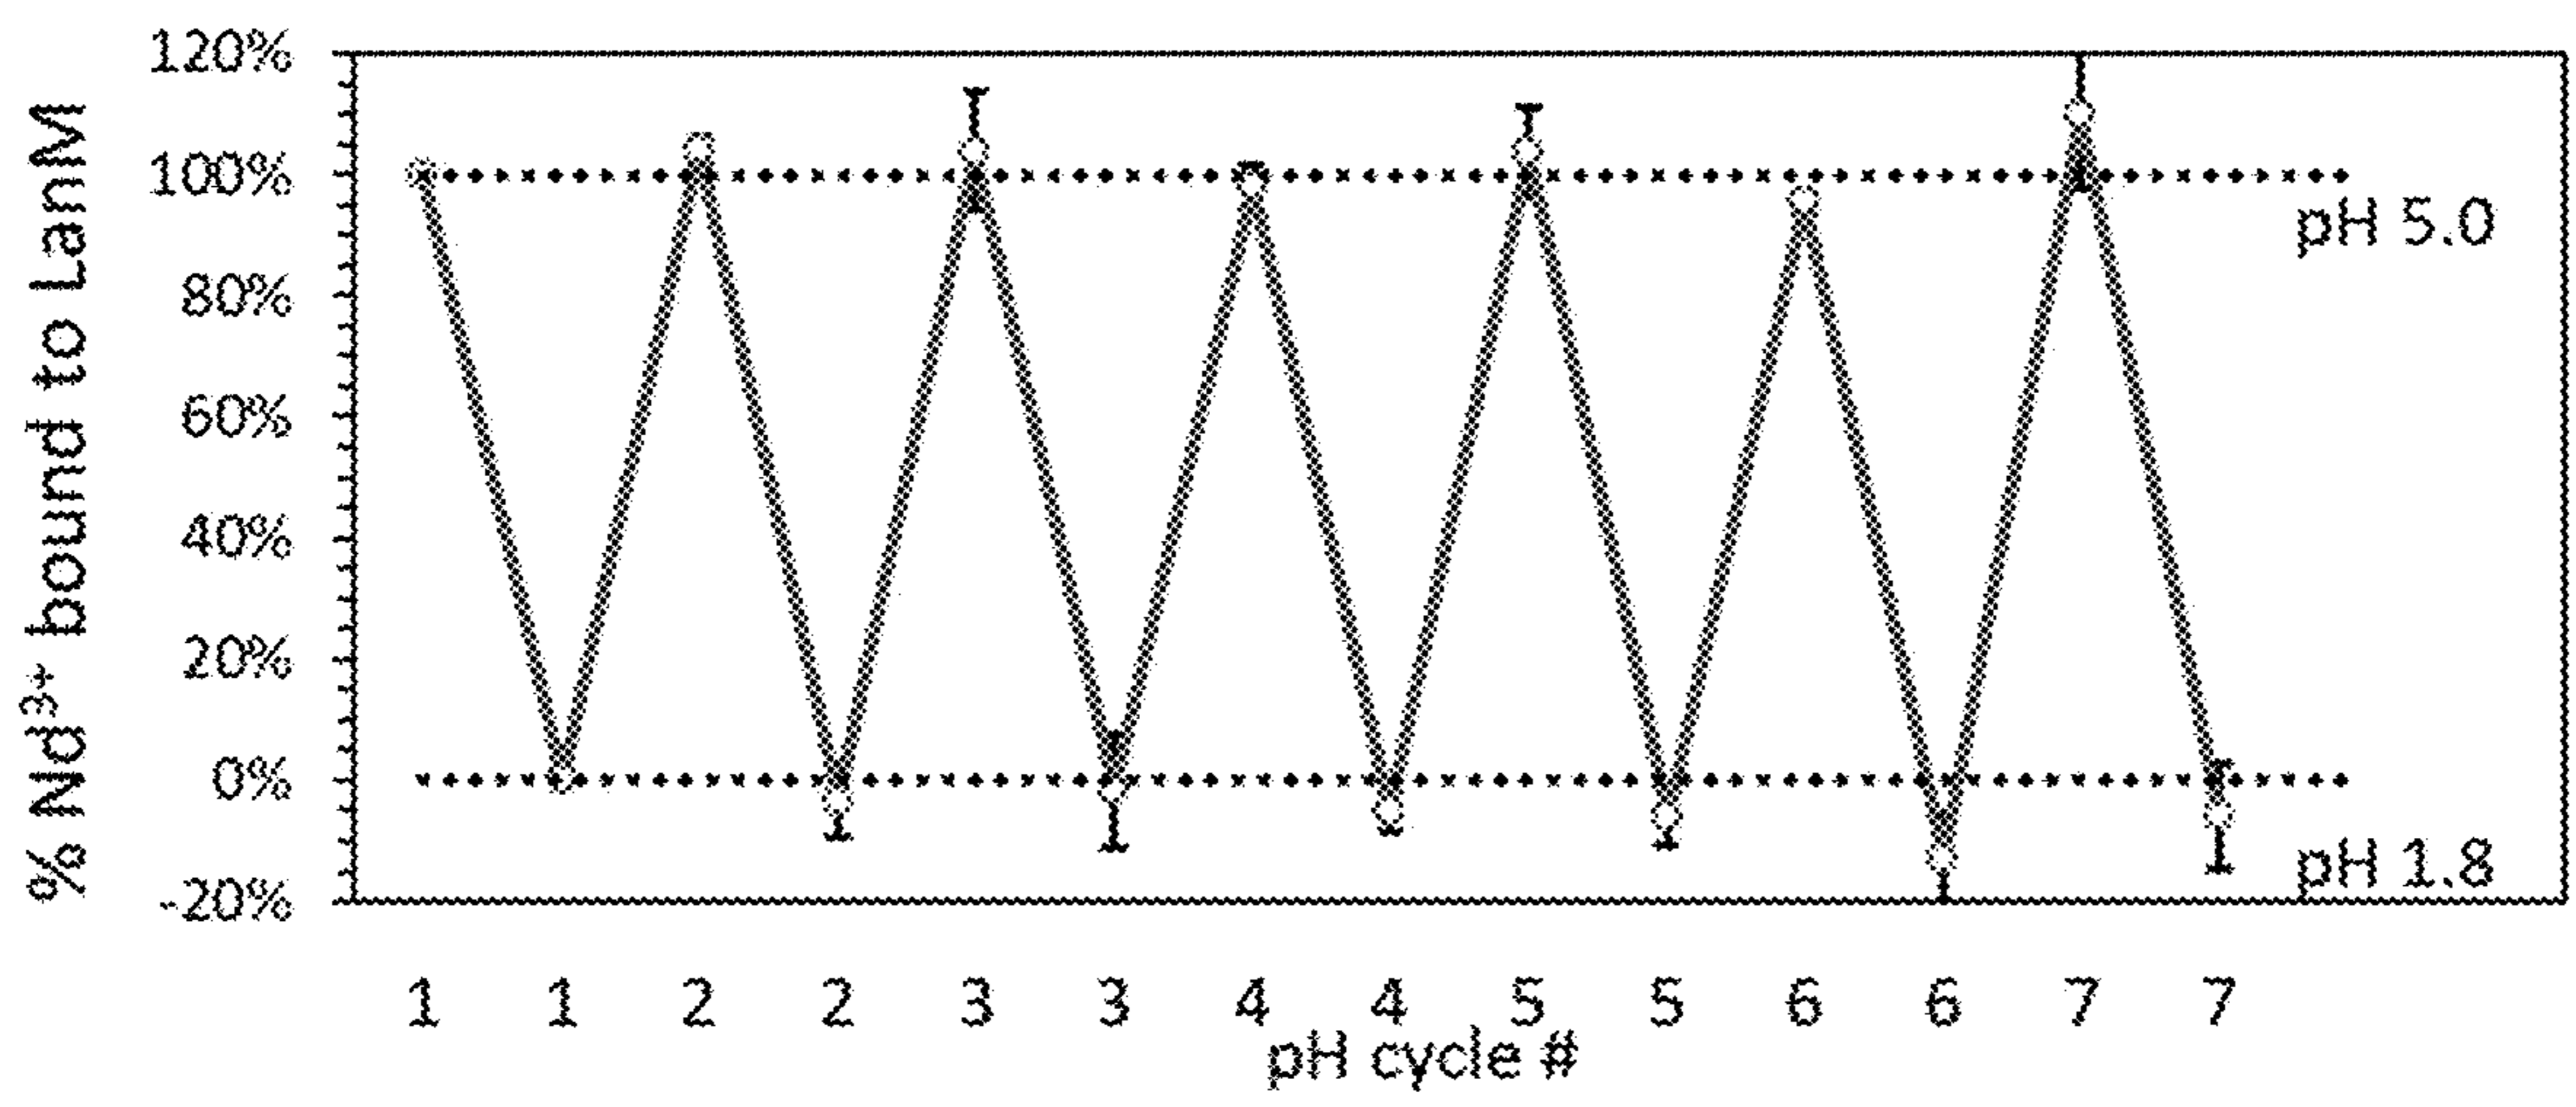 % Nd³⁺ bound to LanM
120%
100%
80%
60%
40%
20%
0%
-20%
pH 5.0
pH 1.8
1 1 2 2 3 3 4 4 5 5 6 6 7 7
pH cycle #